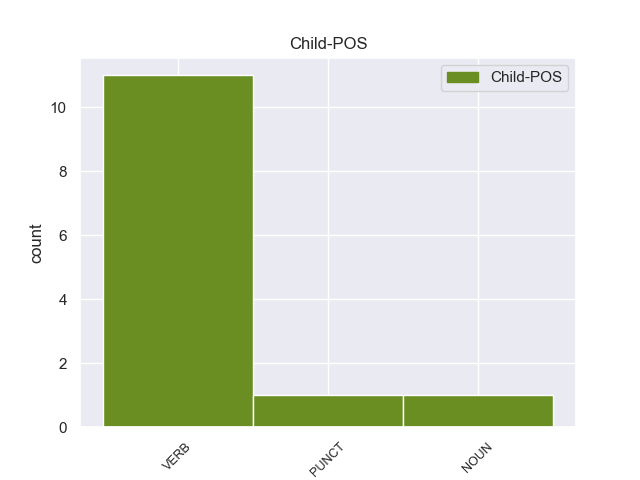 Child-POS
Child-POS
count
10
8
6
4
2
0
VERB
PUNCT
NOUN